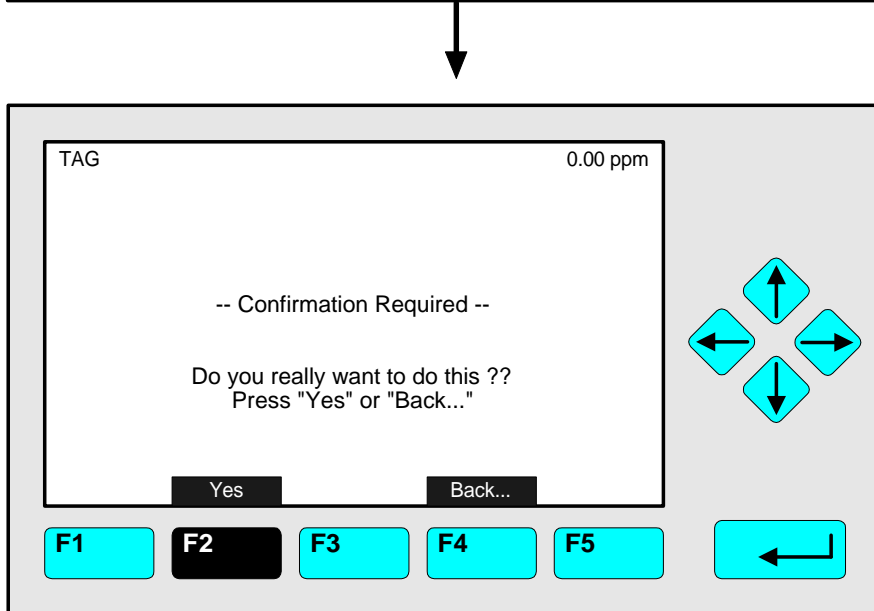 TAG 0.00 ppm
-- Confirmation Required --
Do you really want to do this ??
Press "Yes" or "Back..."
Yes Back...
F1 F2 F3 F4 F5